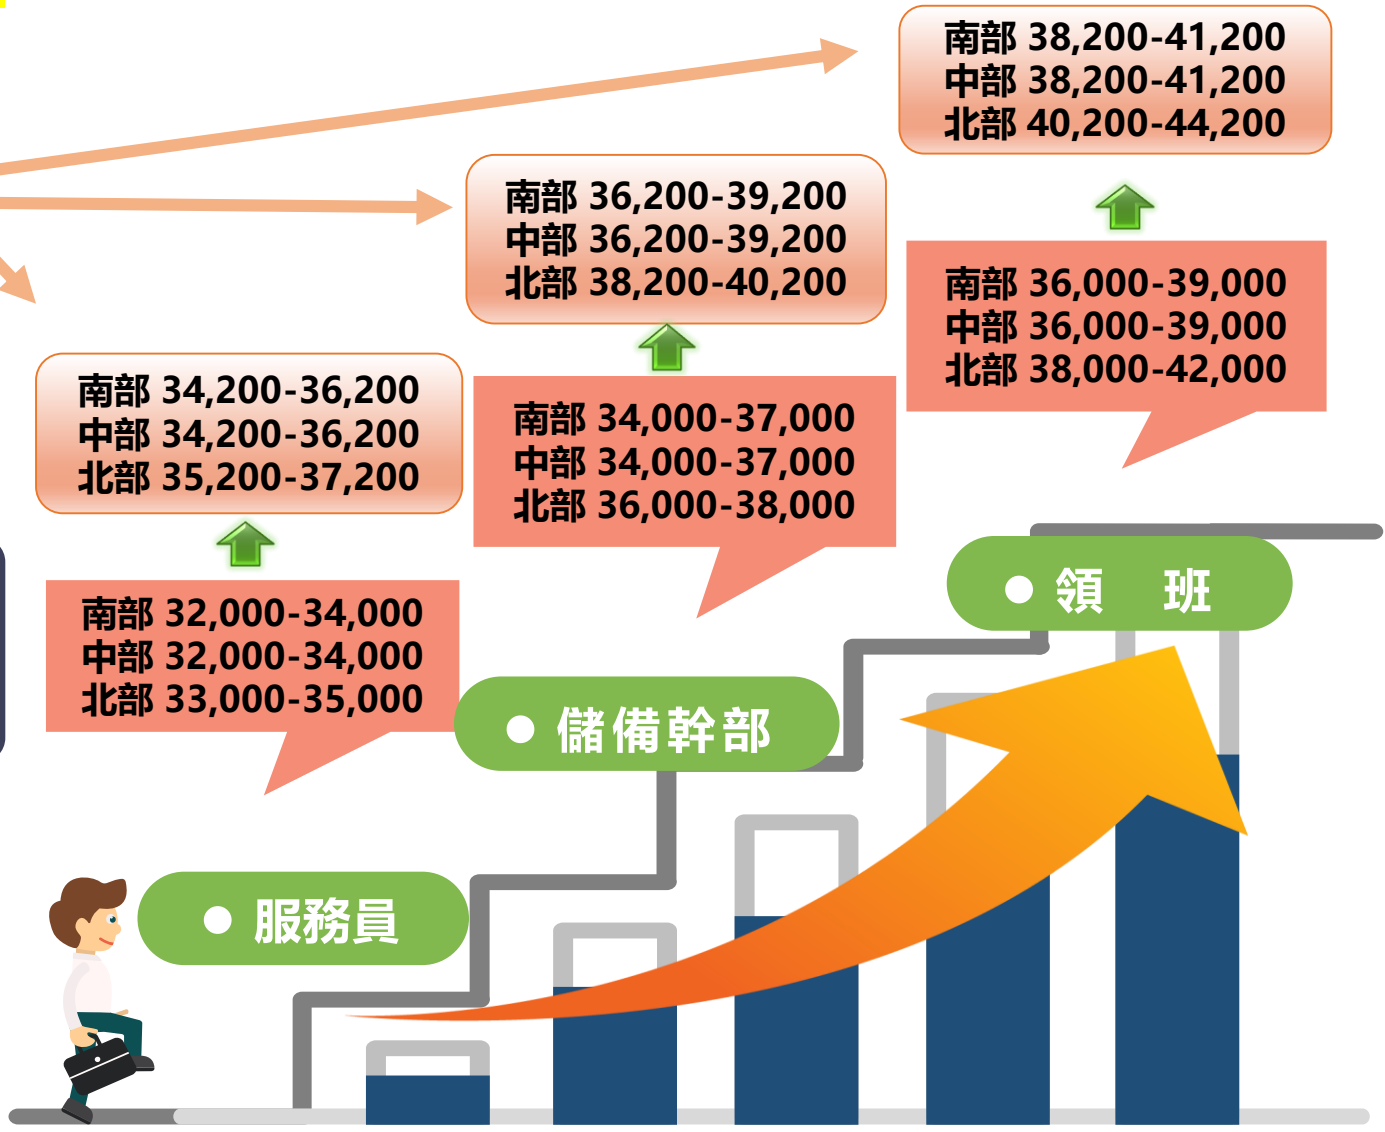 南部 38,200-41,200
中部 38,200-41,200
北部 40,200-44,200
南部 36,200-39,200
中部 36,200-39,200
北部 38,200-40,200
南部 36,000-39,000
中部 36,000-39,000
北部 38,000-42,000
南部 34,200-36,200
中部 34,200-36,200
北部 35,200-37,200
南部 34,000-37,000
中部 34,000-37,000
北部 36,000-38,000
南部 32,000-34,000
中部 32,000-34,000
北部 33,000-35,000
領 班
儲備幹部
服務員